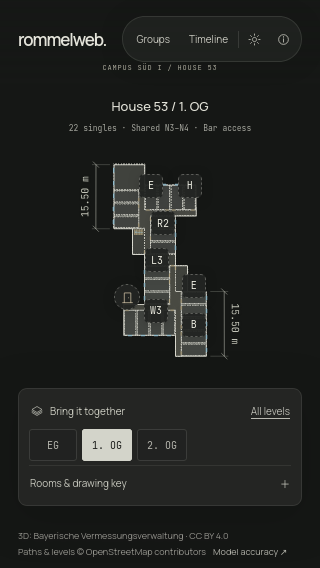 rommelweb.
Groups Timeline
CAMPUS SÜD I / HOUSE 53
House 53 / 1. OG
22 singles · Shared N3–N4 · Bar access
15.50 m
E
H
R2
L3
E
W3
B
15.50 m
Bring it together
All levels
EG
1. OG
2. OG
Rooms & drawing key
3D: Bayerische Vermessungsverwaltung · CC BY 4.0
Paths & levels © OpenStreetMap contributors Model accuracy ↗